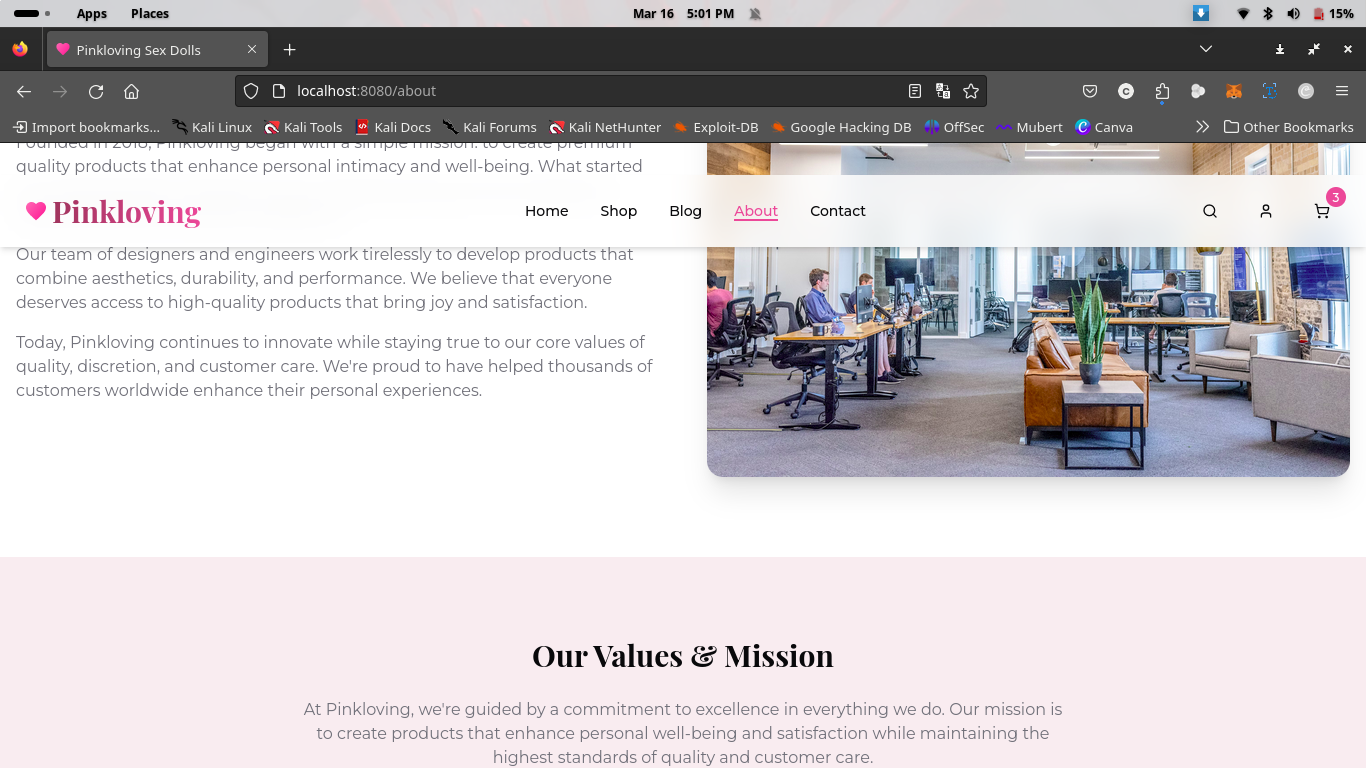 Apps Places Mar 16 5:01 PM 15%
Pinkloving Sex Dolls
localhost:8080/about
Import bookmarks... Kali Linux Kali Tools Kali Docs Kali Forums Kali NetHunter Exploit-DB Google Hacking DB OffSec Mubert Canva Other Bookmarks
Founded in 2018, Pinkloving began with a simple mission: to create premium
quality products that enhance personal intimacy and well-being. What started
Pinkloving Home Shop Blog About Contact 3
Our team of designers and engineers work tirelessly to develop products that
combine aesthetics, durability, and performance. We believe that everyone
deserves access to high-quality products that bring joy and satisfaction.
Today, Pinkloving continues to innovate while staying true to our core values of
quality, discretion, and customer care. We're proud to have helped thousands of
customers worldwide enhance their personal experiences.
Our Values & Mission
At Pinkloving, we're guided by a commitment to excellence in everything we do. Our mission is
to create products that enhance personal well-being and satisfaction while maintaining the
highest standards of quality and customer care.